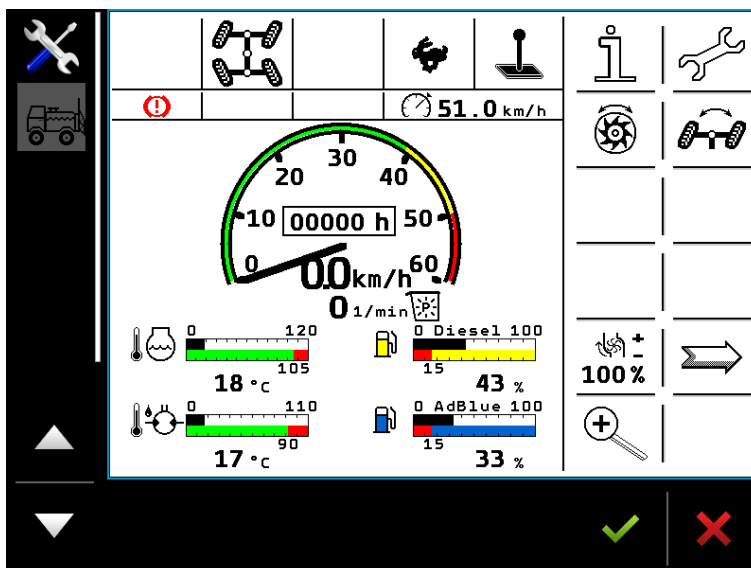 51.0 km/h
30
20 40
10 00000 h 50
0 0.0 km/h 60
0 1/min P
0 120
105
18 °C
0 Diesel 100
15
43 %
0 110
90
17 °C
0 AdBlue 100
15
33 %
+
-
100 %